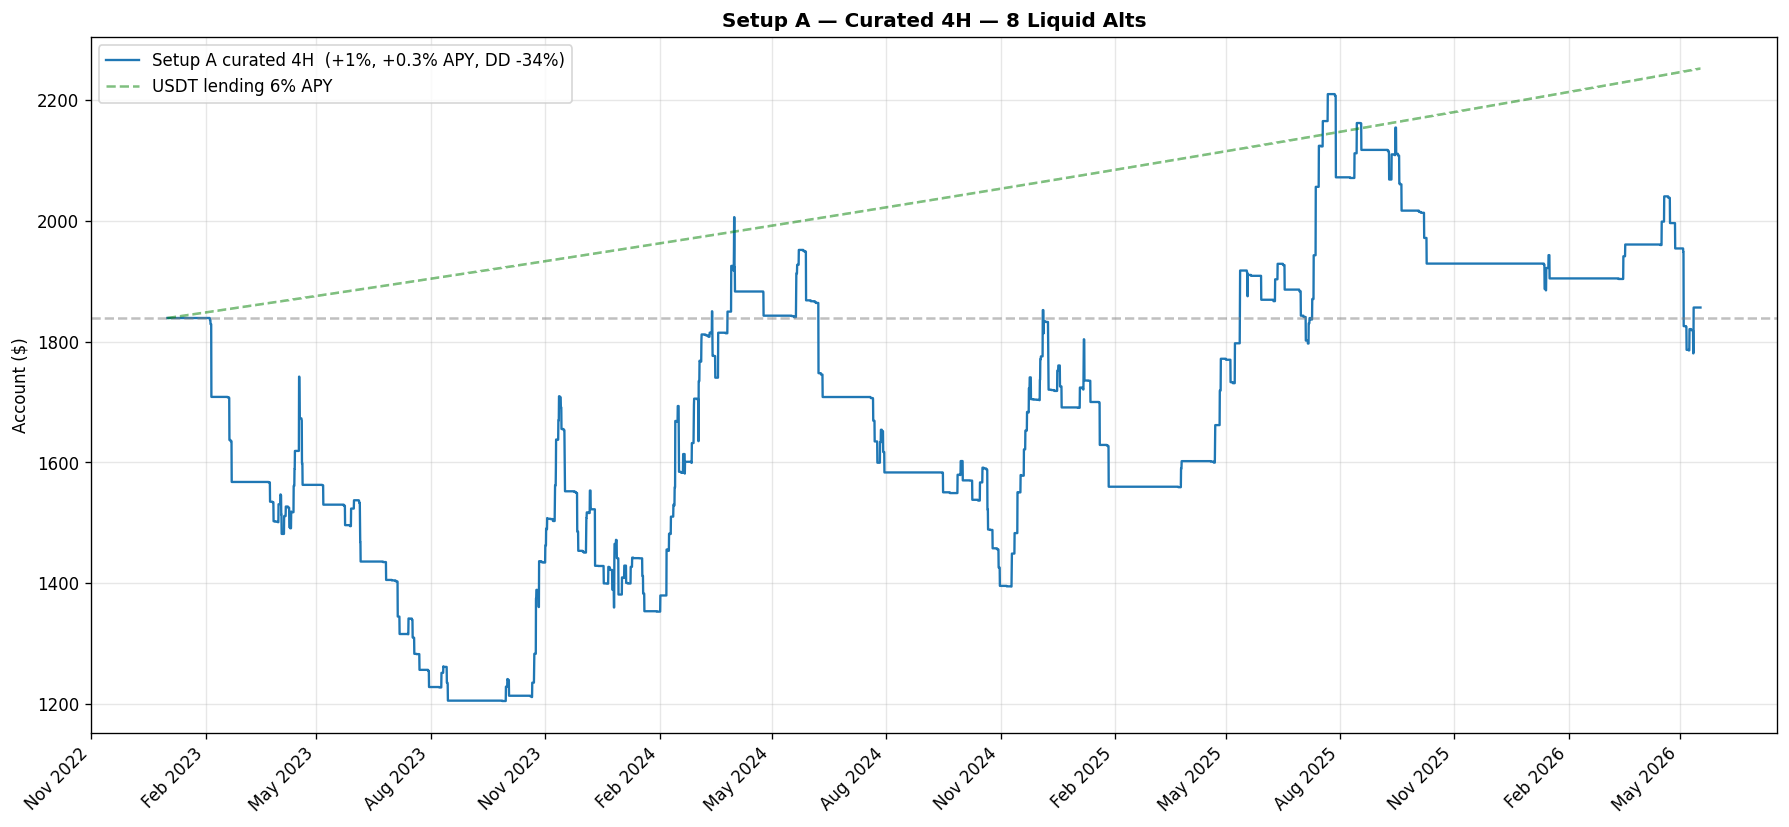 Setup A — Curated 4H — 8 Liquid Alts
Setup A curated 4H  (+1%, +0.3% APY, DD -34%)
USDT lending 6% APY
Account ($)
2200
2000
1800
1600
1400
1200
Nov 2022
Feb 2023
May 2023
Aug 2023
Nov 2023
Feb 2024
May 2024
Aug 2024
Nov 2024
Feb 2025
May 2025
Aug 2025
Nov 2025
Feb 2026
May 2026